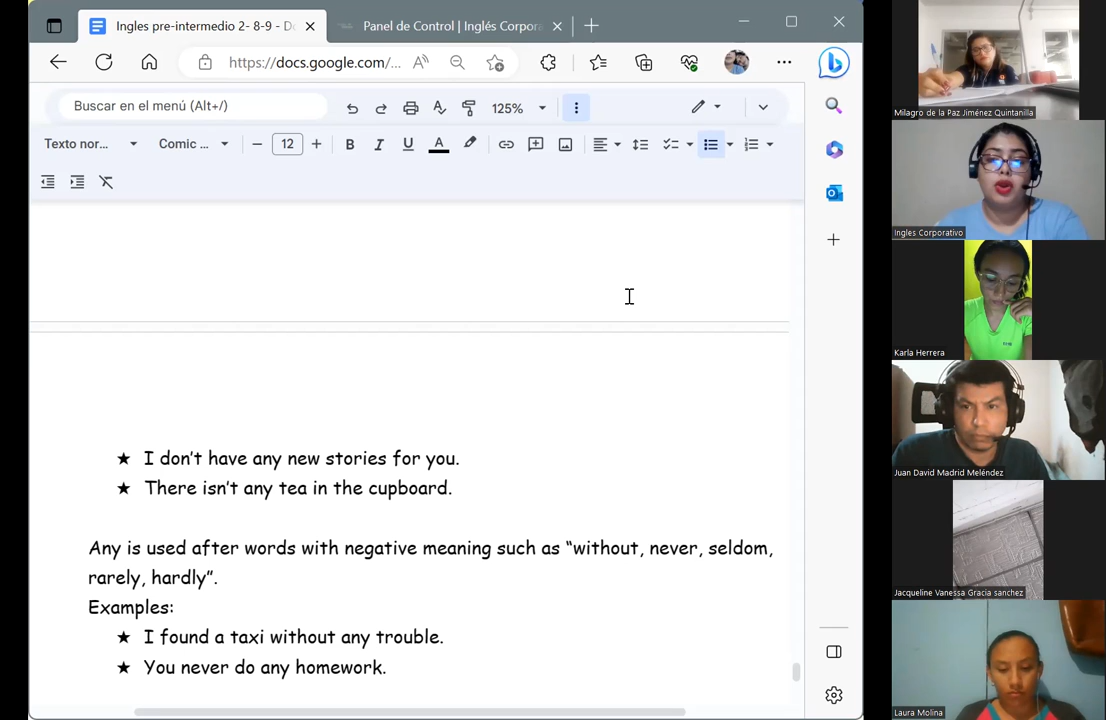 Ingles pre-intermedio 2- 8-9 - Do
Panel de Control | Inglés Corpora
https://docs.google.com/...
Buscar en el menú (Alt+/)
125%
Texto nor...
Comic ...
12
B I U A
★ I don't have any new stories for you.
★ There isn't any tea in the cupboard.
Any is used after words with negative meaning such as “without, never, seldom,
rarely, hardly”.
Examples:
★ I found a taxi without any trouble.
★ You never do any homework.
Milagro de la Paz Jiménez Quintanilla
Ingles Corporativo
Karla Herrera
Juan David Madrid Meléndez
Jacqueline Vanessa Gracia sanchez
Laura Molina